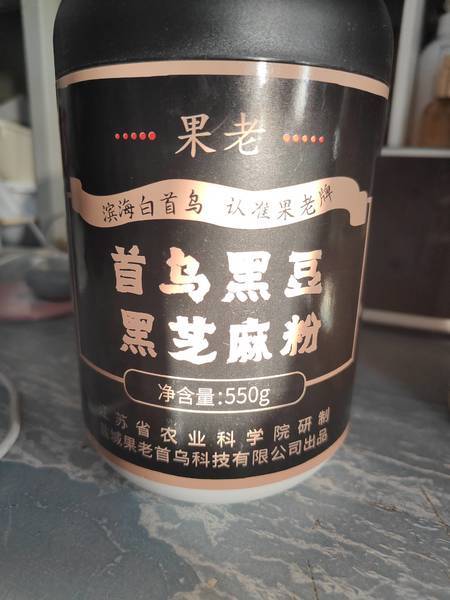 果老
滨海白首乌 认准果老牌
首乌黑豆
黑芝麻粉
净含量:550g
苏省农业科学院研制
城果老首乌科技有限公司出品